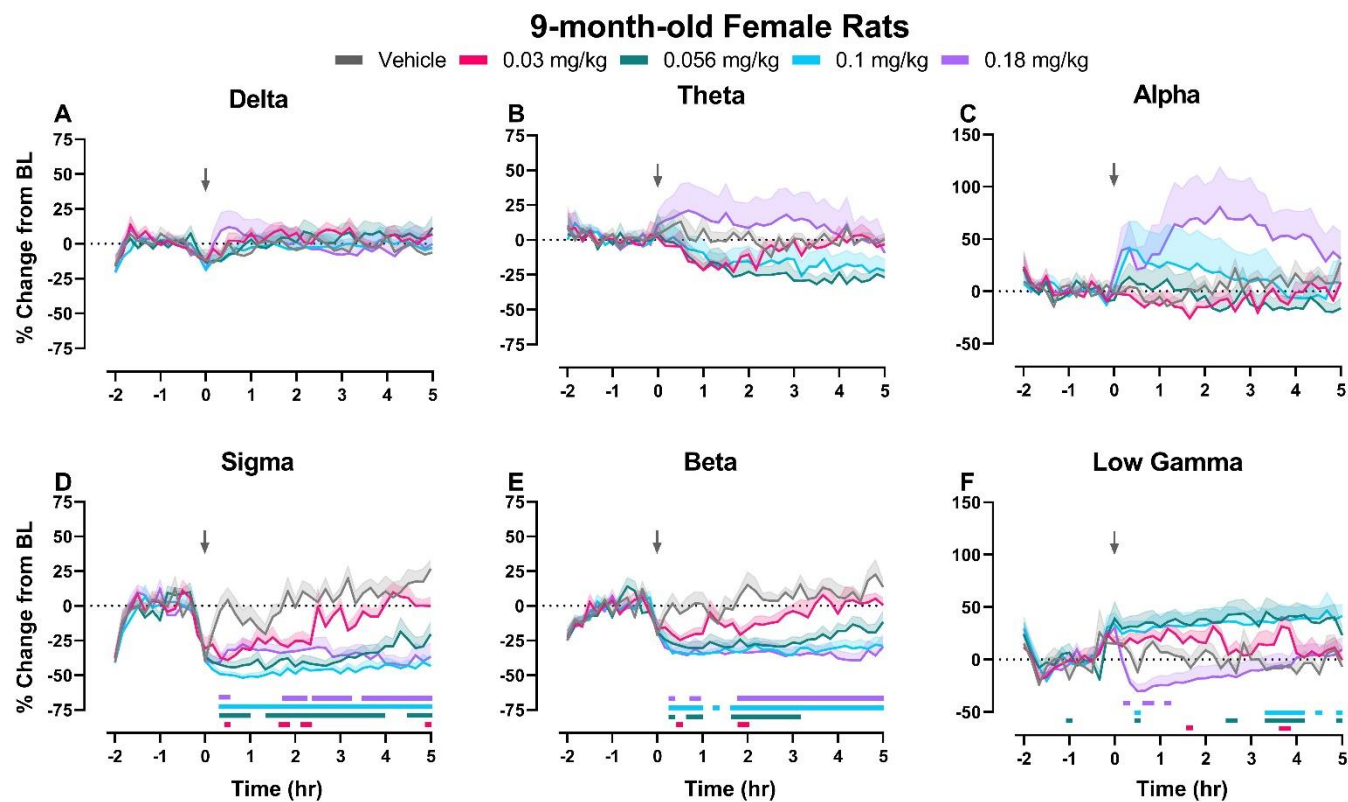 9-month-old Female Rats
Vehicle 0.03 mg/kg 0.056 mg/kg 0.1 mg/kg 0.18 mg/kg
A Delta
B Theta
C Alpha
% Change from BL
75
50
25
0
-25
-50
-75
-2 -1 0 1 2 3 4 5
75
50
25
0
-25
-50
-75
-2 -1 0 1 2 3 4 5
150
100
50
0
-50
-2 -1 0 1 2 3 4 5
D Sigma
E Beta
F Low Gamma
% Change from BL
75
50
25
0
-25
-50
-75
-2 -1 0 1 2 3 4 5
Time (hr)
75
50
25
0
-25
-50
-75
-2 -1 0 1 2 3 4 5
Time (hr)
150
100
50
0
-50
-2 -1 0 1 2 3 4 5
Time (hr)